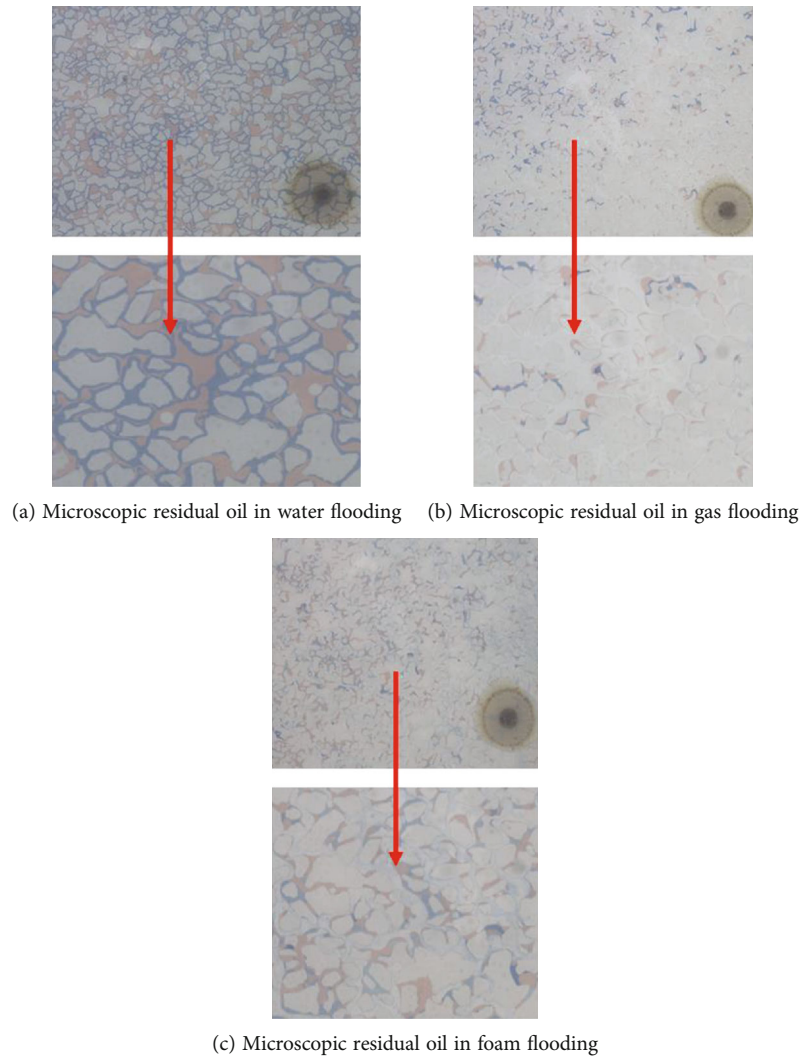 (a) Microscopic residual oil in water flooding
(b) Microscopic residual oil in gas flooding
(c) Microscopic residual oil in foam flooding